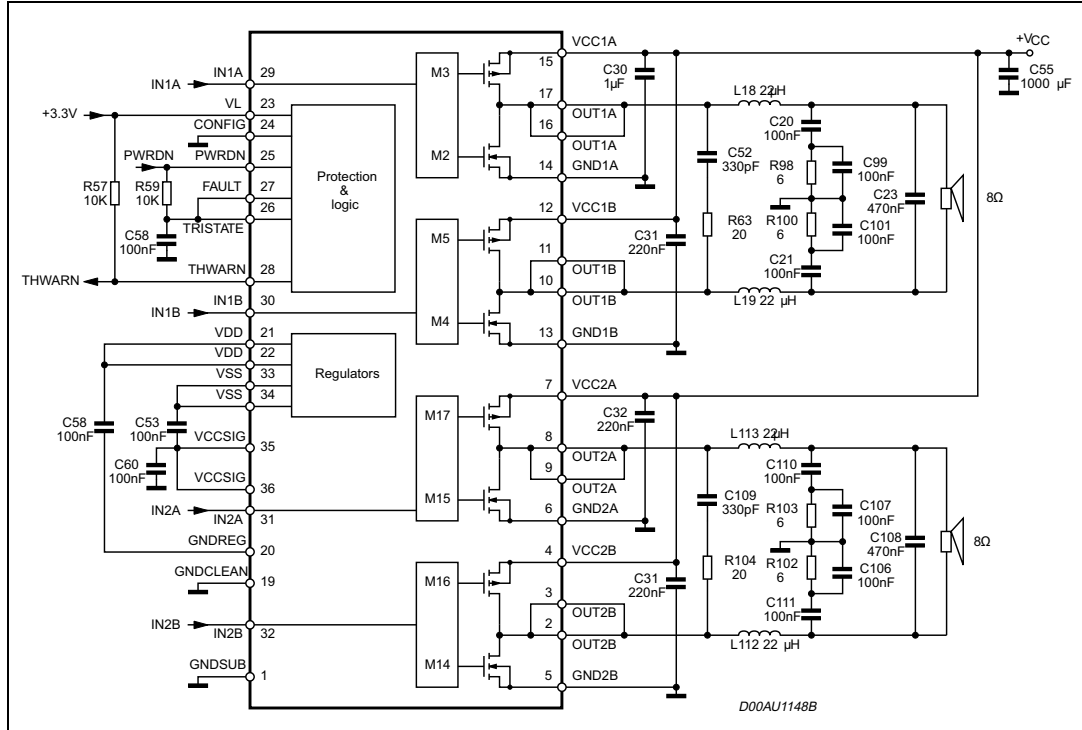 +VCC
VCC1A
15
IN1A
29
IN1A
M3
C30
1µF
C55
1000 µF
+3.3V
VL
23
17
OUT1A
L18 22µH
CONFIG
24
16
OUT1A
C20
100nF
PWRDN
PWRDN
25
M2
14
GND1A
C52
330pF
R98
6
C99
100nF
R57
10K
R59
10K
FAULT
27
Protection
&
logic
C23
470nF
8Ω
26
TRISTATE
12
VCC1B
C58
100nF
M5
C31
220nF
R63
20
R100
6
C101
100nF
11
OUT1B
C21
100nF
THWARN
THWARN
28
10
OUT1B
L19 22 µH
IN1B
30
IN1B
M4
13
GND1B
VDD
21
VDD
22
Regulators
VSS
33
VSS
34
7
VCC2A
C58
100nF
C53
100nF
M17
C32
220nF
8
OUT2A
L113 22µH
VCCSIG
35
9
OUT2A
C110
100nF
C60
100nF
VCCSIG
36
M15
C109
330pF
R103
6
C107
100nF
IN2A
IN2A
31
6
GND2A
C108
470nF
8Ω
GNDREG
20
4
VCC2B
R104
20
R102
6
C106
100nF
GNDCLEAN
19
M16
C31
220nF
3
OUT2B
C111
100nF
IN2B
IN2B
32
2
OUT2B
L112 22 µH
M14
GNDSUB
1
5
GND2B
D00AU1148B